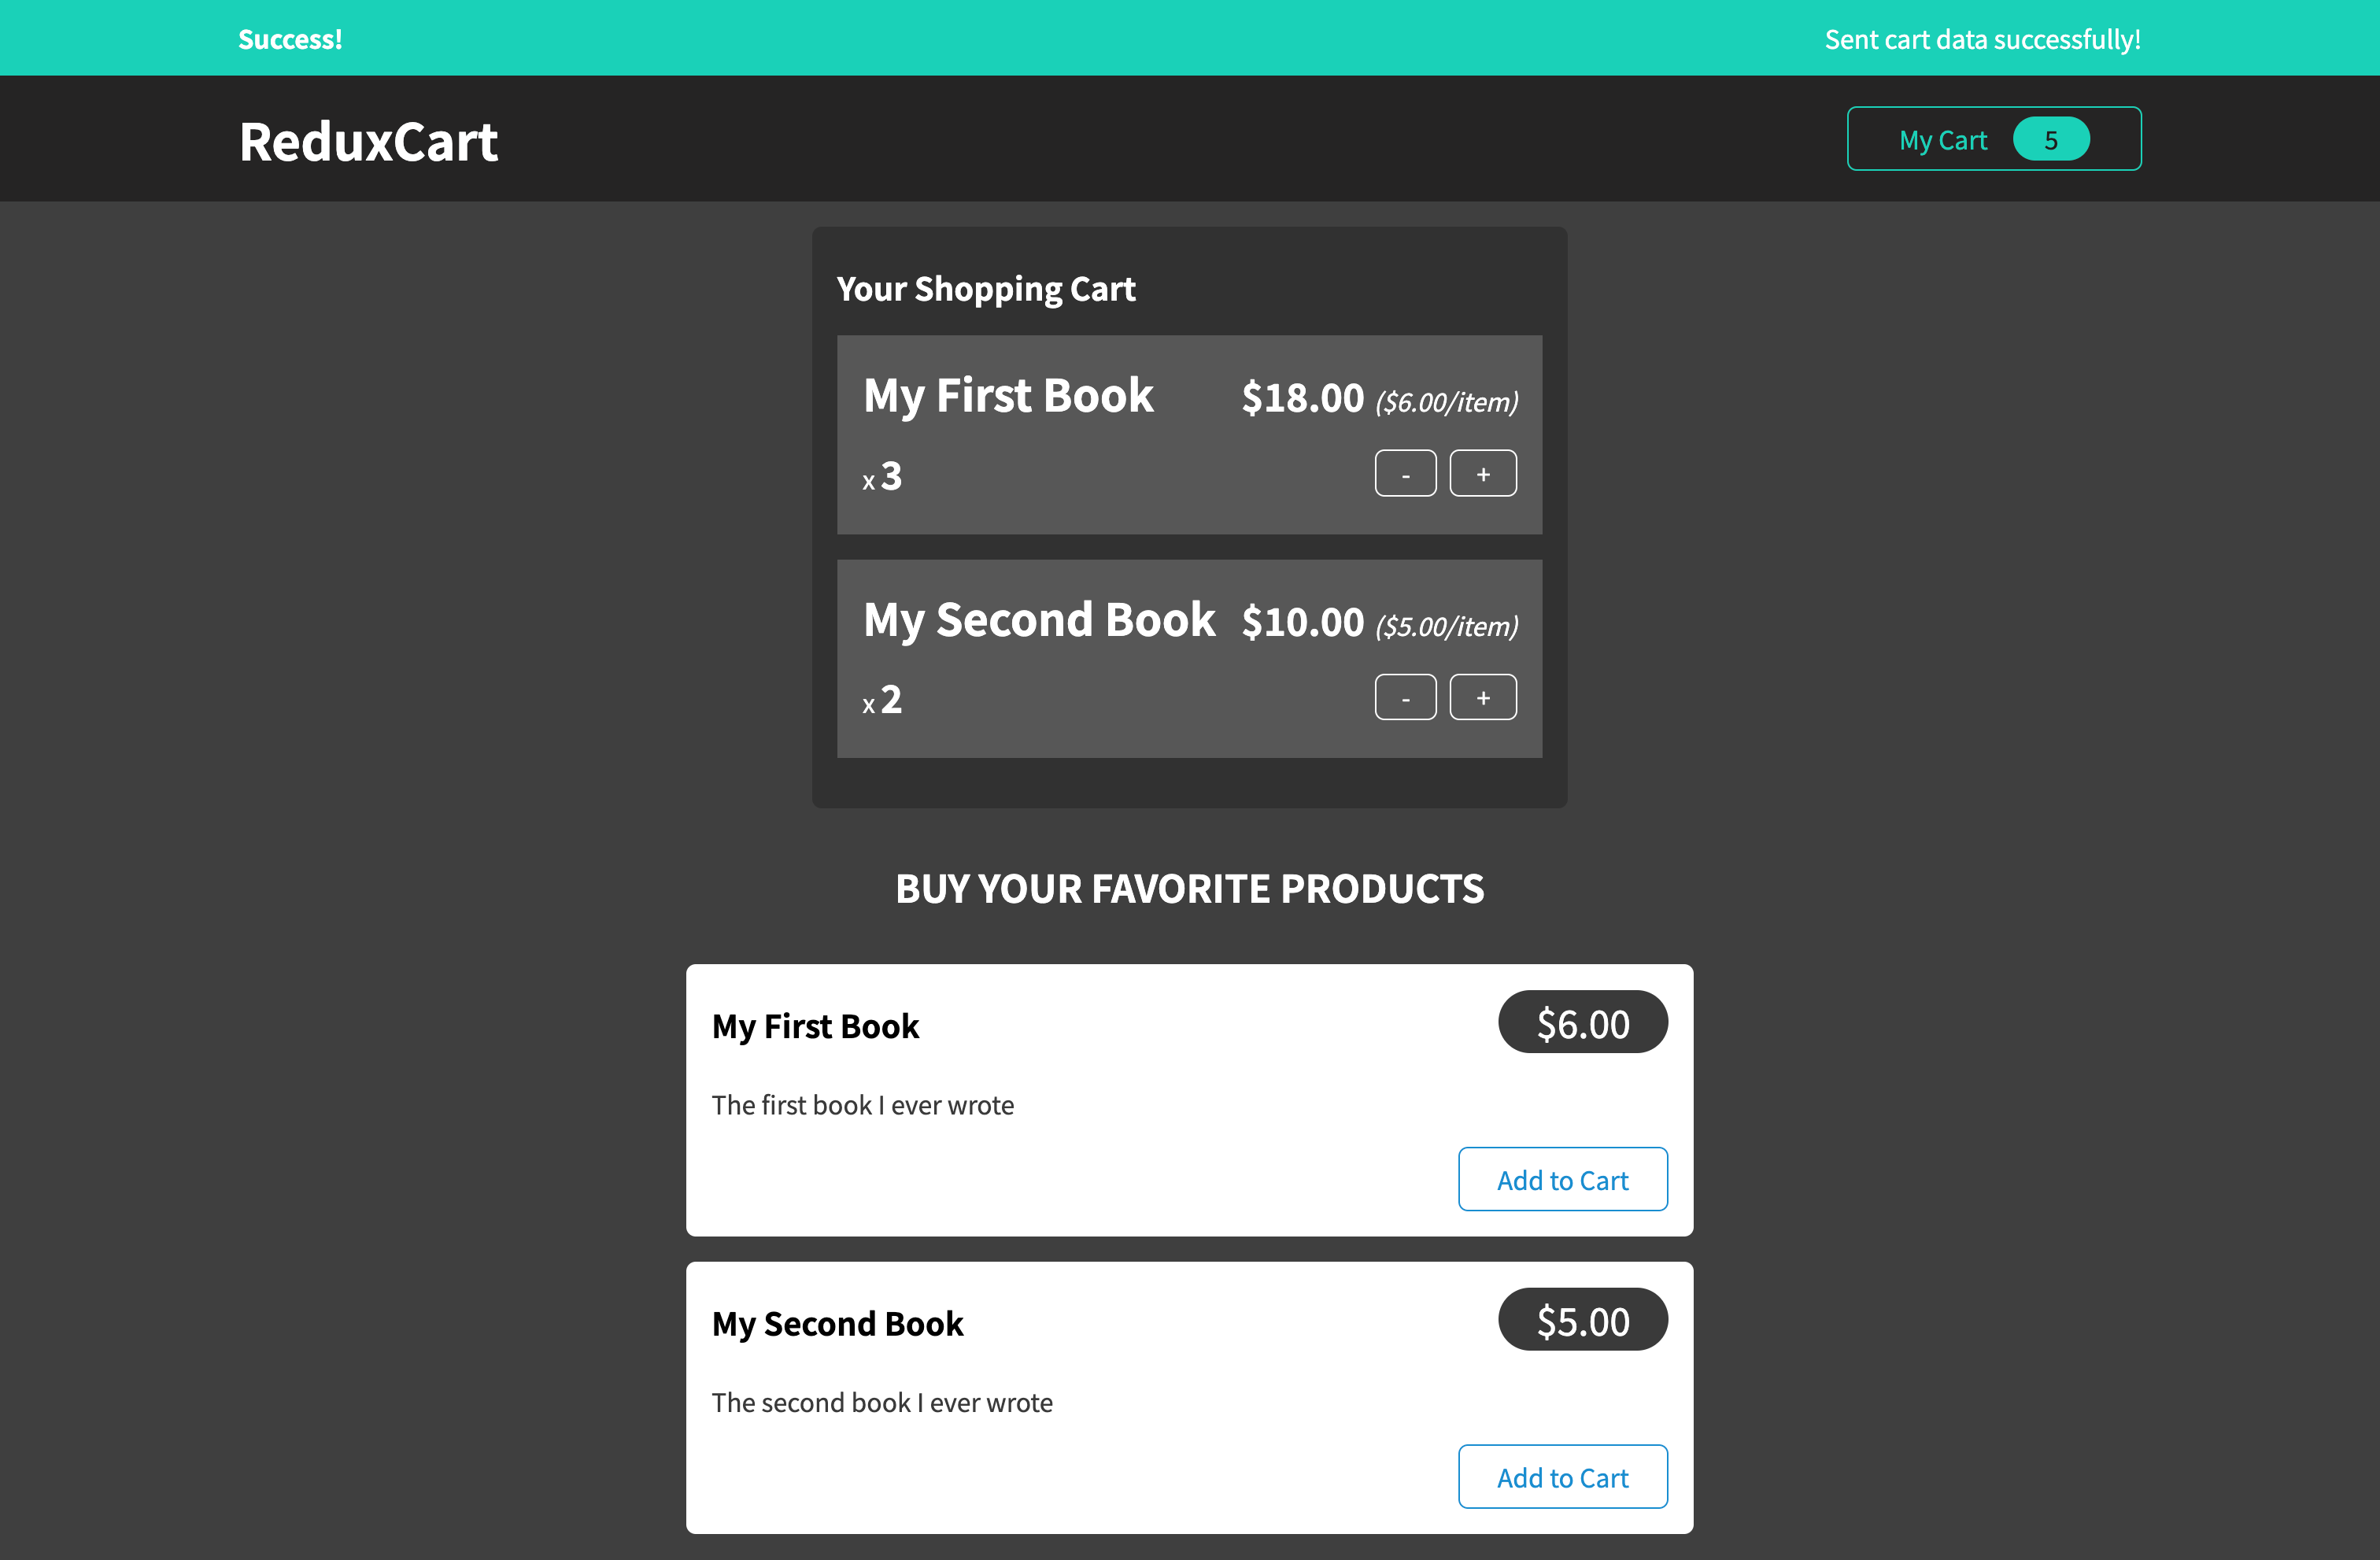 Success! Sent cart data successfully!
ReduxCart My Cart 5
Your Shopping Cart
My First Book $18.00 ($6.00/item)
x 3 - +
My Second Book $10.00 ($5.00/item)
x 2 - +
BUY YOUR FAVORITE PRODUCTS
My First Book $6.00
The first book I ever wrote
Add to Cart
My Second Book $5.00
The second book I ever wrote
Add to Cart